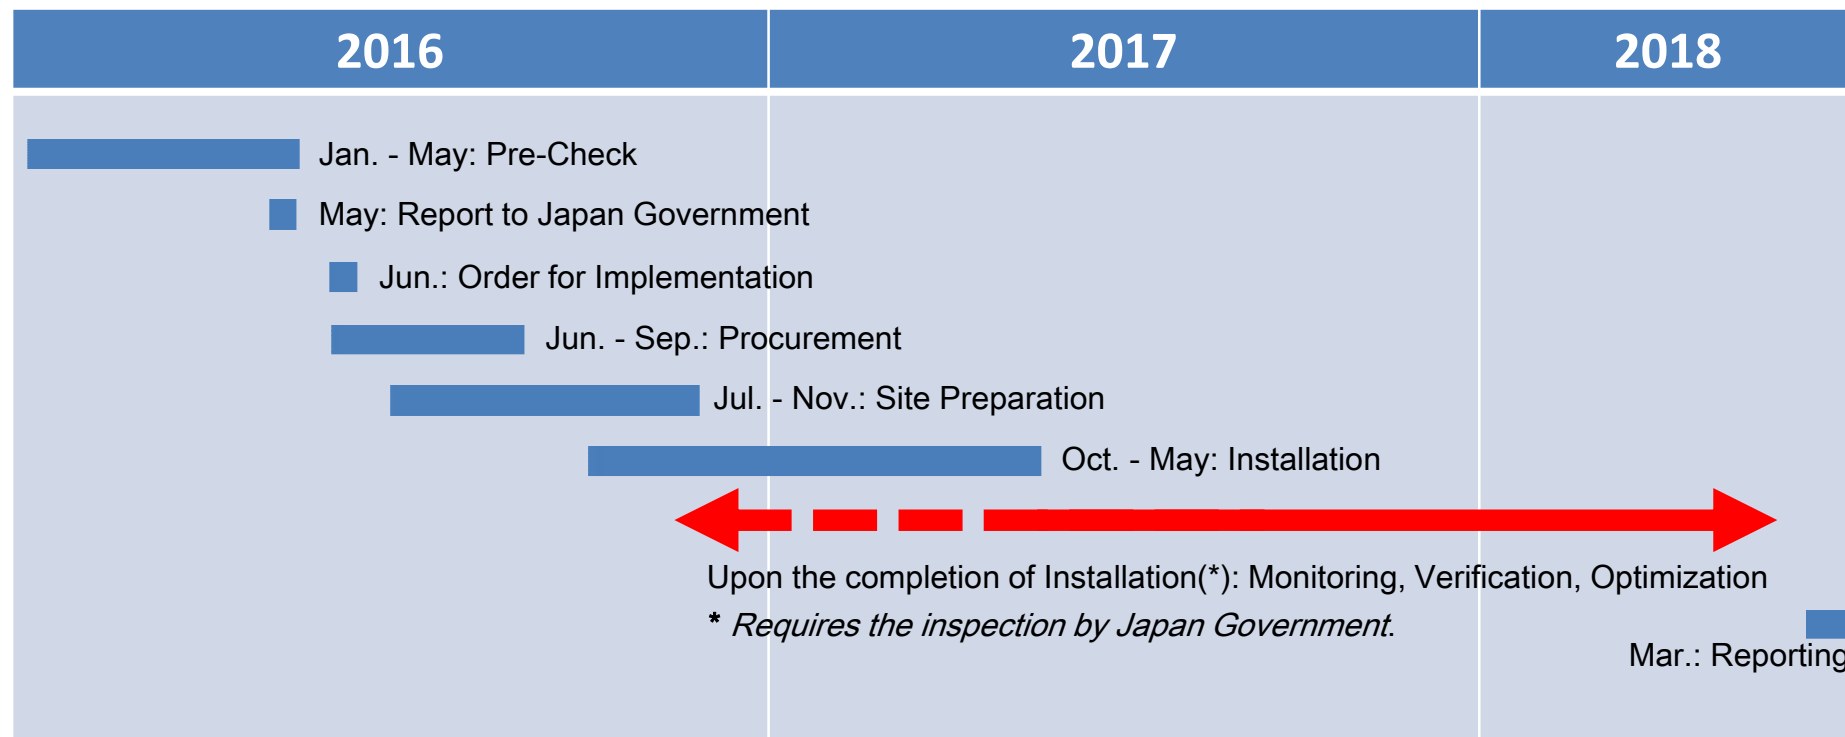 2016 2017 2018
Jan. - May: Pre-Check
May: Report to Japan Government
Jun.: Order for Implementation
Jun. - Sep.: Procurement
Jul. - Nov.: Site Preparation
Oct. - May: Installation
Upon the completion of Installation(*): Monitoring, Verification, Optimization
* Requires the inspection by Japan Government.
Mar.: Reporting